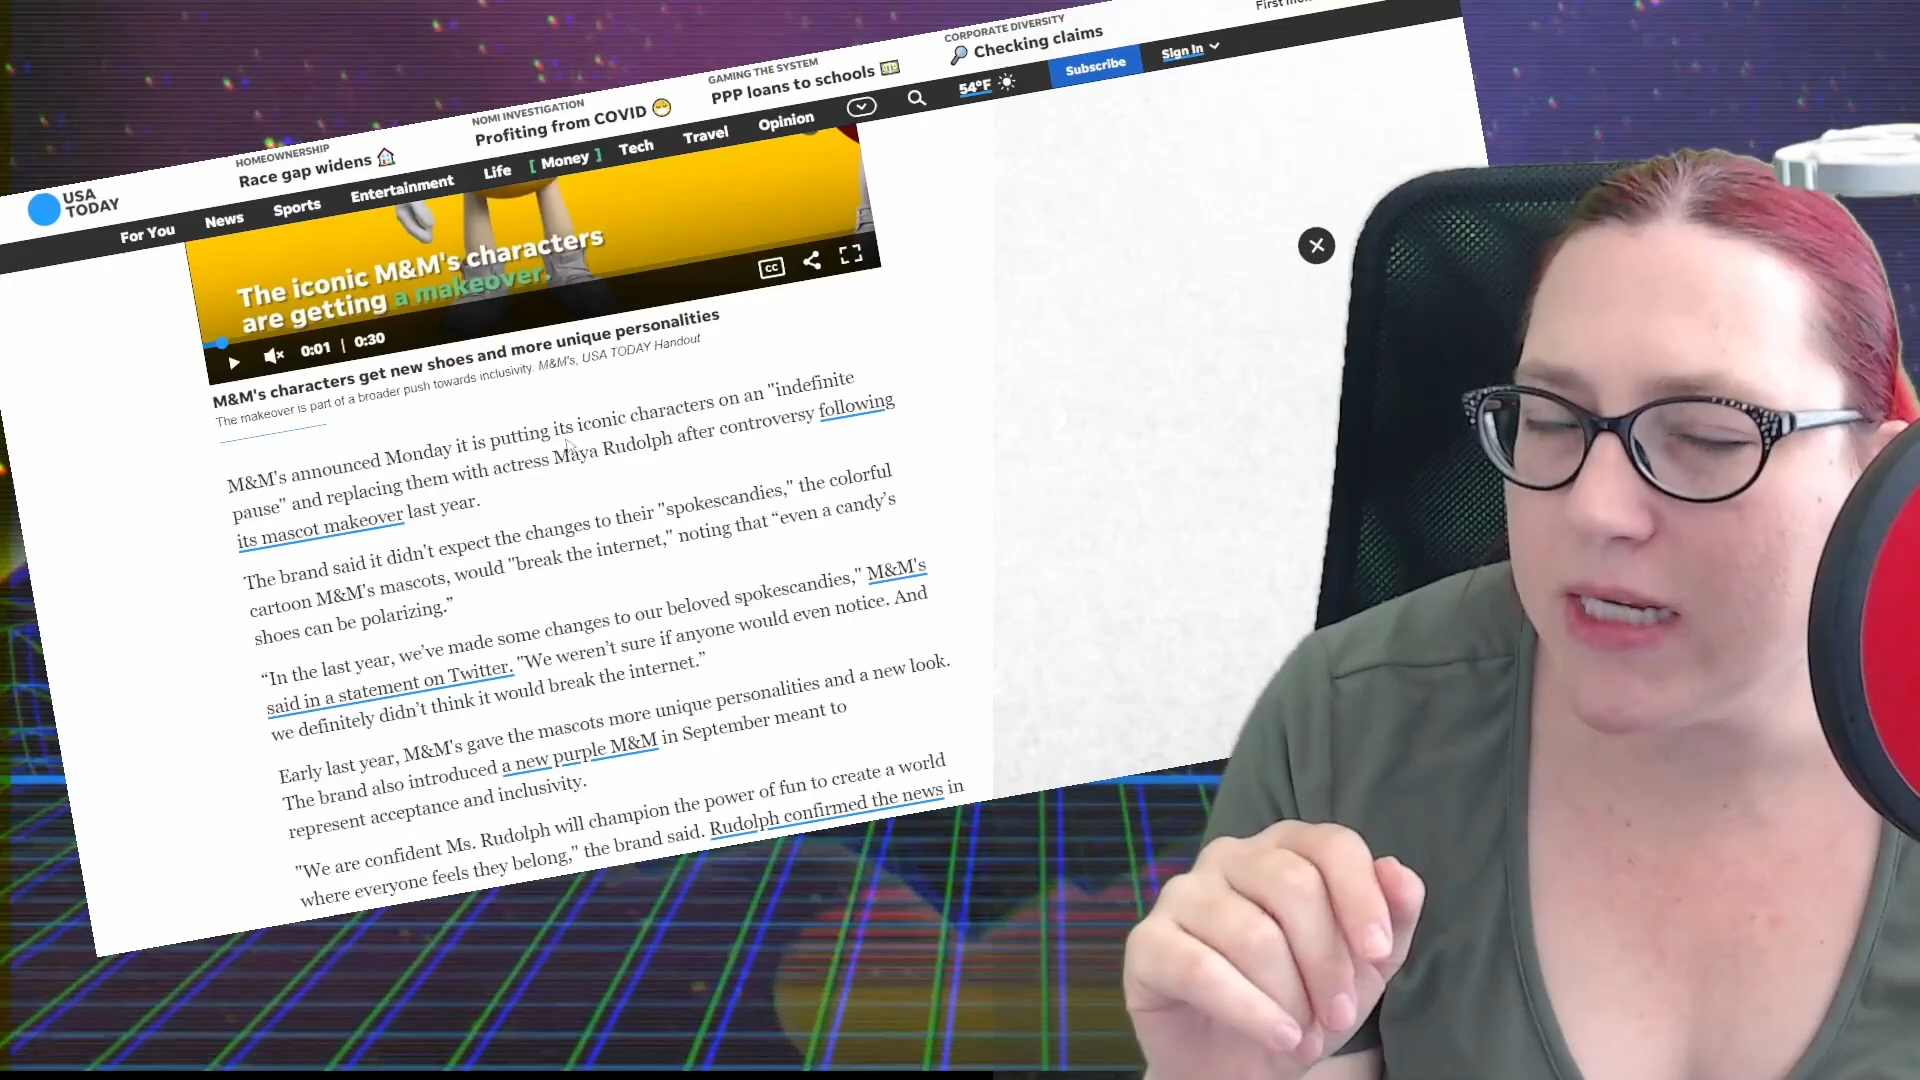 HOMEOWNERSHIP
Race gap widens
NOMI INVESTIGATION
Profiting from COVID
GAMING THE SYSTEM
PPP loans to schools
CORPORATE DIVERSITY
Checking claims
USA
TODAY
For You
News
Sports
Entertainment
Life
[ Money ]
Tech
Travel
Opinion
54°F
Subscribe
Sign In
The iconic M&M's characters
are getting a makeover.
CC
0:01 | 0:30
M&M's characters get new shoes and more unique personalities
The makeover is part of a broader push towards inclusivity. M&M's, USA TODAY Handout
M&M's announced Monday it is putting its iconic characters on an "indefinite
pause" and replacing them with actress Maya Rudolph after controversy following
its mascot makeover last year.
The brand said it didn't expect the changes to their "spokescandies," the colorful
cartoon M&M's mascots, would "break the internet," noting that “even a candy’s
shoes can be polarizing.”
“In the last year, we’ve made some changes to our beloved spokescandies,” M&M's
said in a statement on Twitter. "We weren’t sure if anyone would even notice. And
we definitely didn’t think it would break the internet.”
Early last year, M&M's gave the mascots more unique personalities and a new look.
The brand also introduced a new purple M&M in September meant to
represent acceptance and inclusivity.
"We are confident Ms. Rudolph will champion the power of fun to create a world
where everyone feels they belong," the brand said. Rudolph confirmed the news in